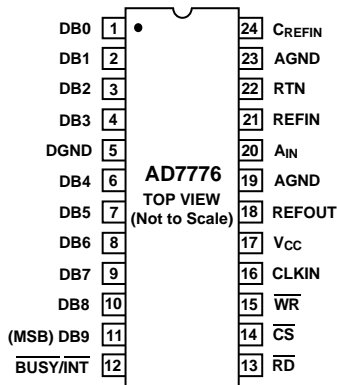 DB0 1 24 CREFIN
DB1 2 23 AGND
DB2 3 22 RTN
DB3 4 21 REFIN
DGND 5 20 AIN
DB4 6 19 AGND
DB5 7 18 REFOUT
DB6 8 17 VCC
DB7 9 16 CLKIN
DB8 10 15 WR
(MSB) DB9 11 14 CS
BUSY/INT 12 13 RD
AD7776
TOP VIEW
(Not to Scale)